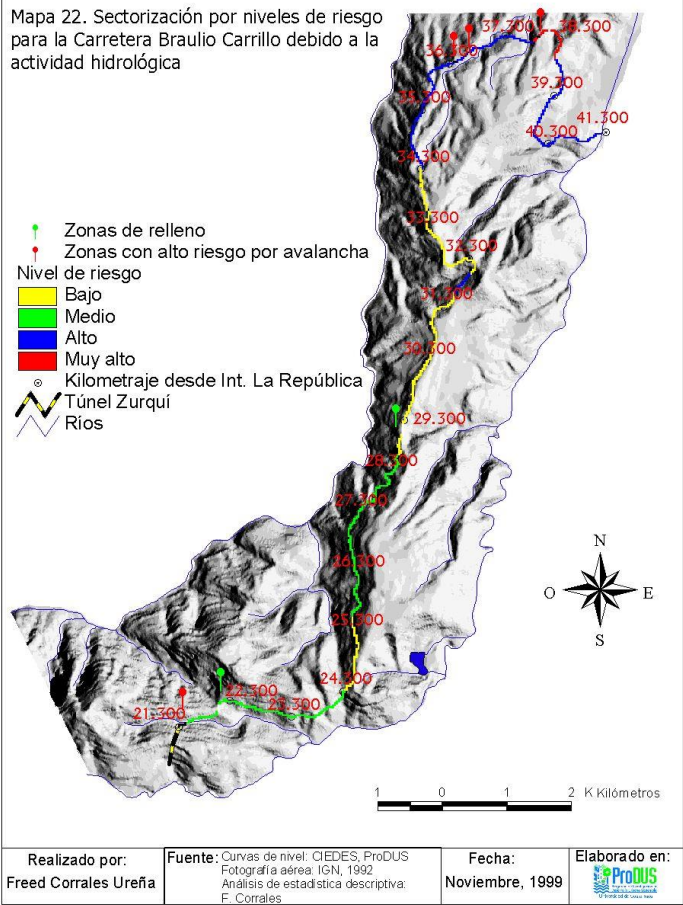 Mapa 22. Sectorización por niveles de riesgo
para la Carretera Braulio Carrillo debido a la
actividad hidrológica
37.300
38.300
36.300
39.300
35.300
41.300
40.300
34.300
33.300
32.300
31.300
30.300
29.300
28.300
27.300
26.300
25.300
24.300
22.300
23.300
21.300
Zonas de relleno
Zonas con alto riesgo por avalancha
Nivel de riesgo
Bajo
Medio
Alto
Muy alto
Kilometraje desde Int. La República
Túnel Zurquí
Ríos
N
O E
S
1 0 1 2 K Kilómetros
Realizado por:
Freed Corrales Ureña
Fuente: Curvas de nivel: CIEDES, ProDUS
Fotografía aérea: IGN, 1992
Análisis de estadística descriptiva:
F. Corrales
Fecha:
Noviembre, 1999
Elaborado en:
ProDUS